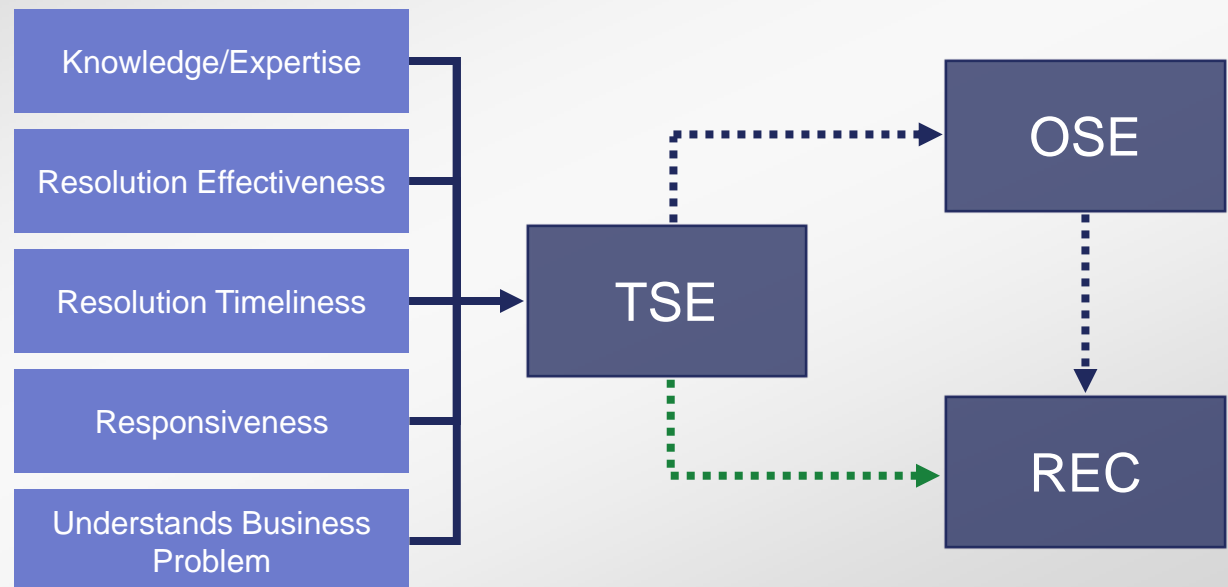 Knowledge/Expertise
Resolution Effectiveness
Resolution Timeliness
Responsiveness
Understands Business
Problem
TSE
OSE
REC